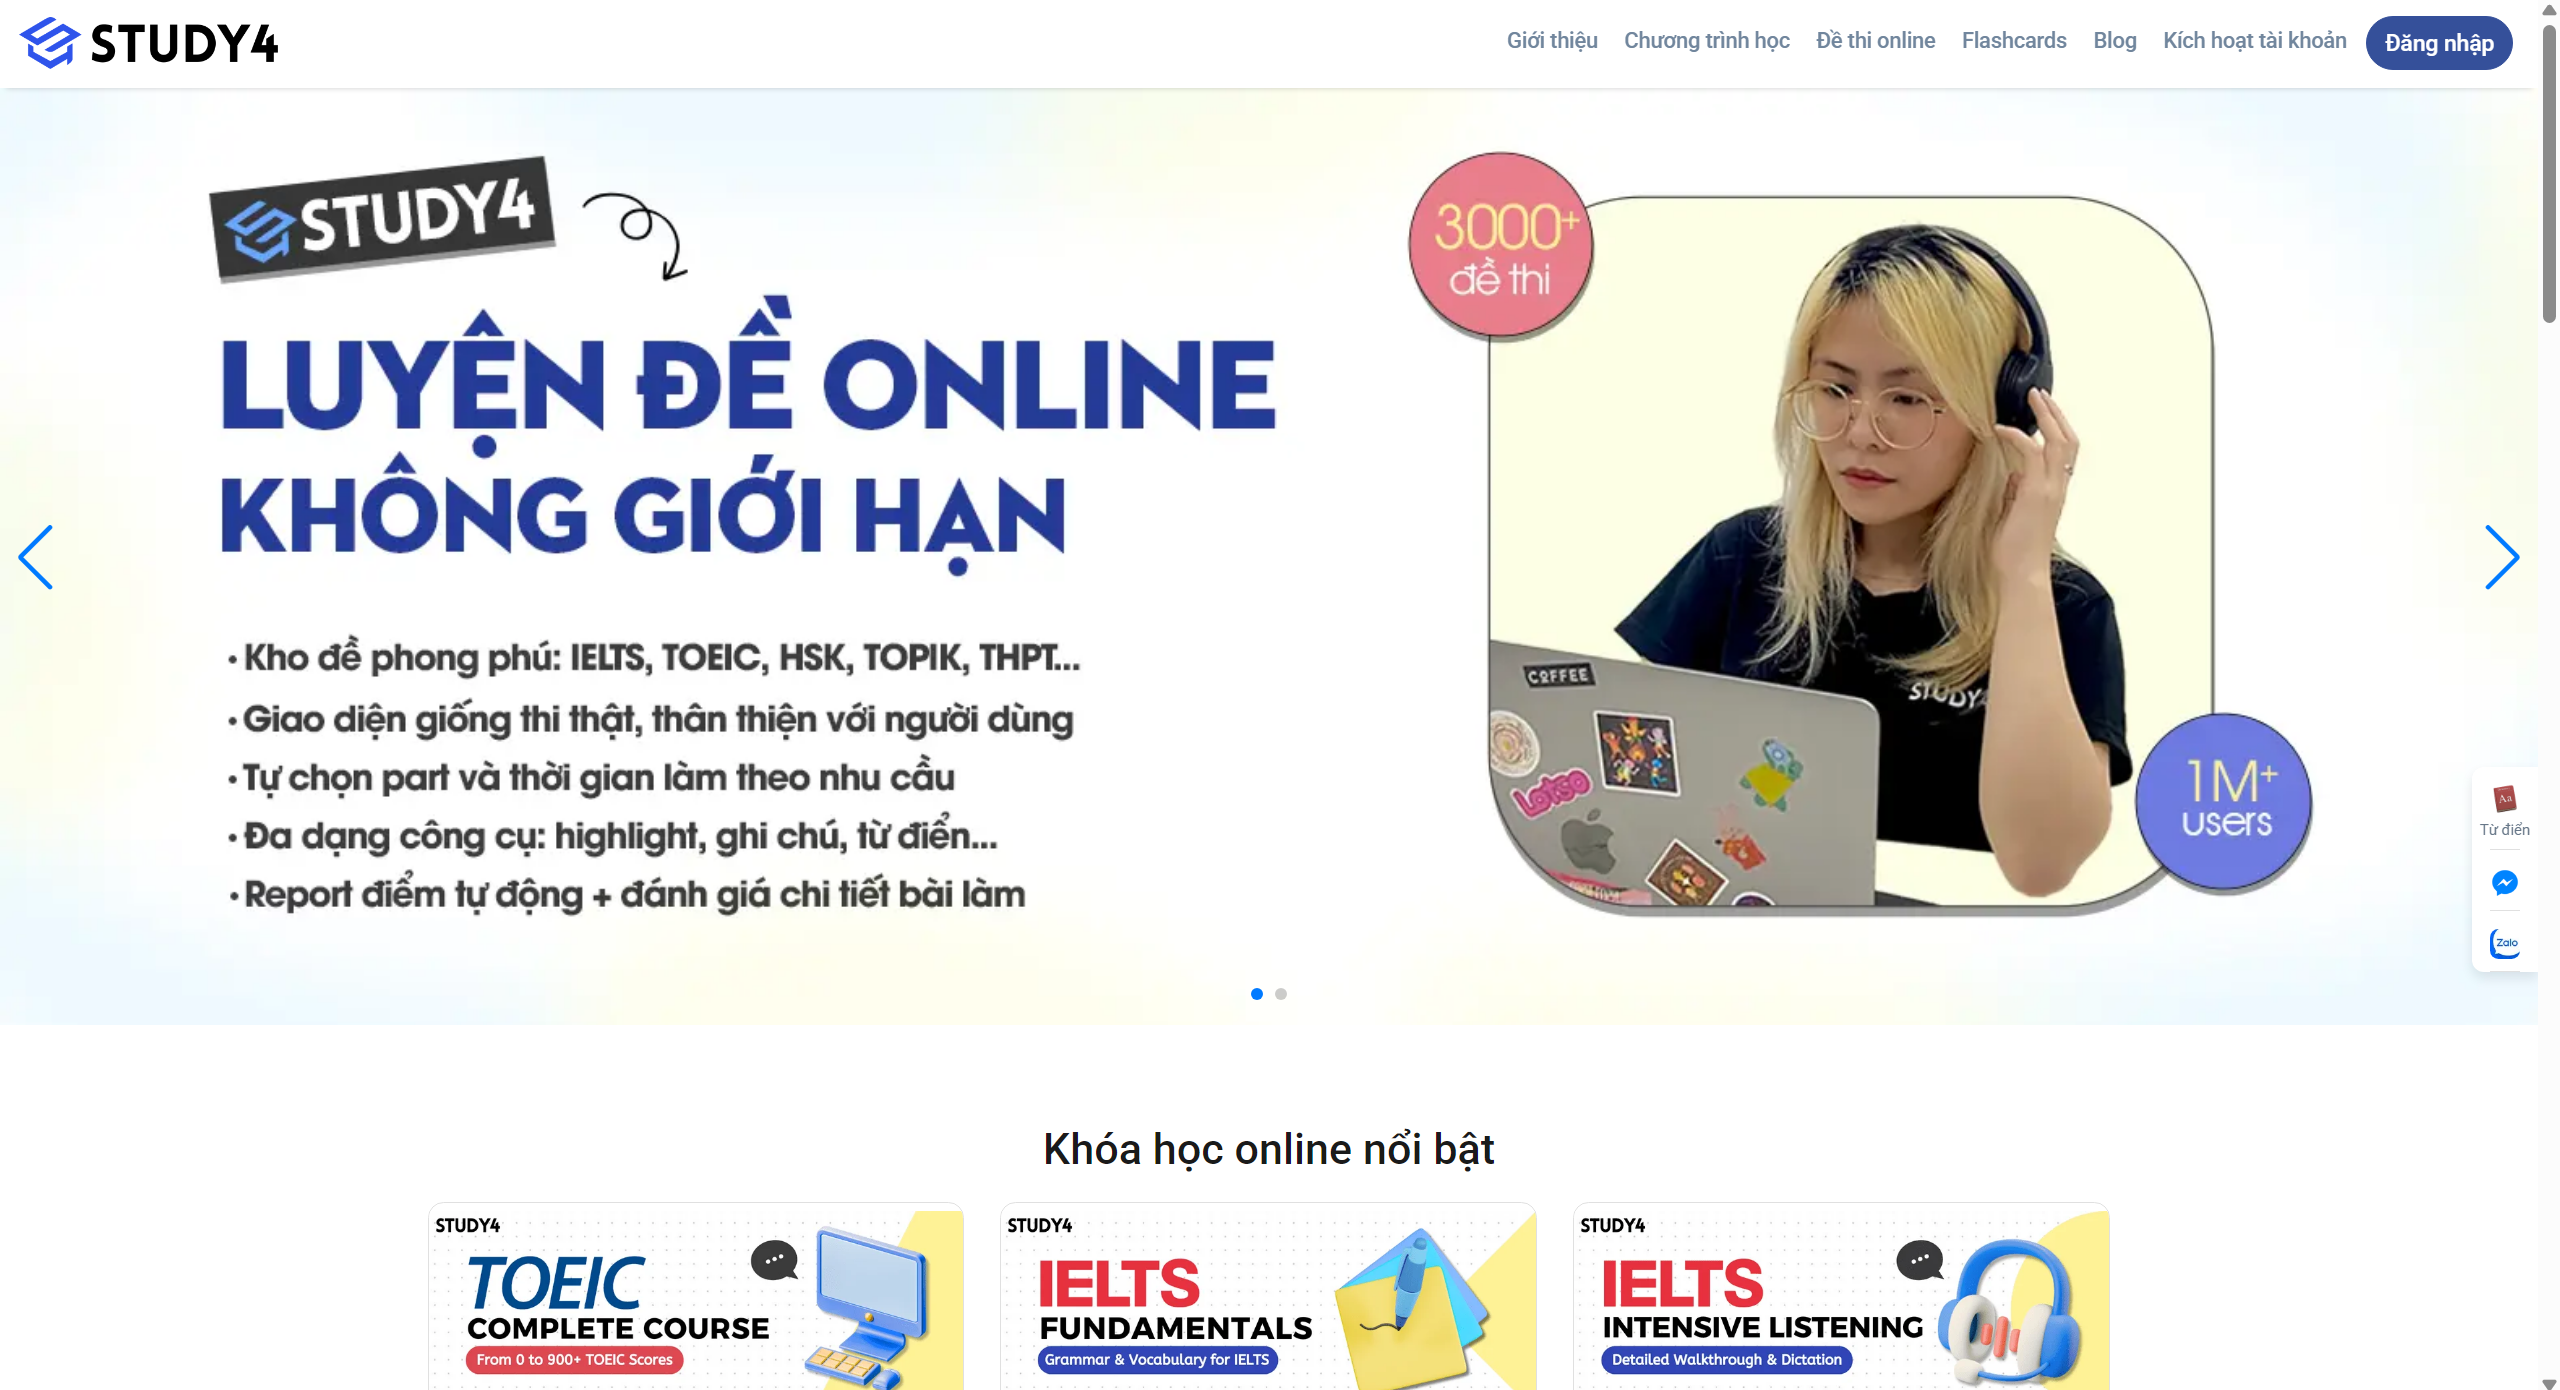 STUDY4
Giới thiệu
Chương trình học
Đề thi online
Flashcards
Blog
Kích hoạt tài khoản
Đăng nhập
STUDY4
LUYỆN ĐỀ ONLINE
KHÔNG GIỚI HẠN
• Kho đề phong phú: IELTS, TOEIC, HSK, TOPIK, THPT...
• Giao diện giống thi thật, thân thiện với người dùng
• Tự chọn part và thời gian làm theo nhu cầu
• Đa dạng công cụ: highlight, ghi chú, từ điển...
• Report điểm tự động + đánh giá chi tiết bài làm
3000+
đề thi
COFFEE
Lotso
STUDY4
1M+
users
Aa
Từ điển
Zalo
Khóa học online nổi bật
STUDY4
TOEIC
COMPLETE COURSE
From 0 to 900+ TOEIC Scores
STUDY4
IELTS
FUNDAMENTALS
Grammar & Vocabulary for IELTS
STUDY4
IELTS
INTENSIVE LISTENING
Detailed Walkthrough & Dictation